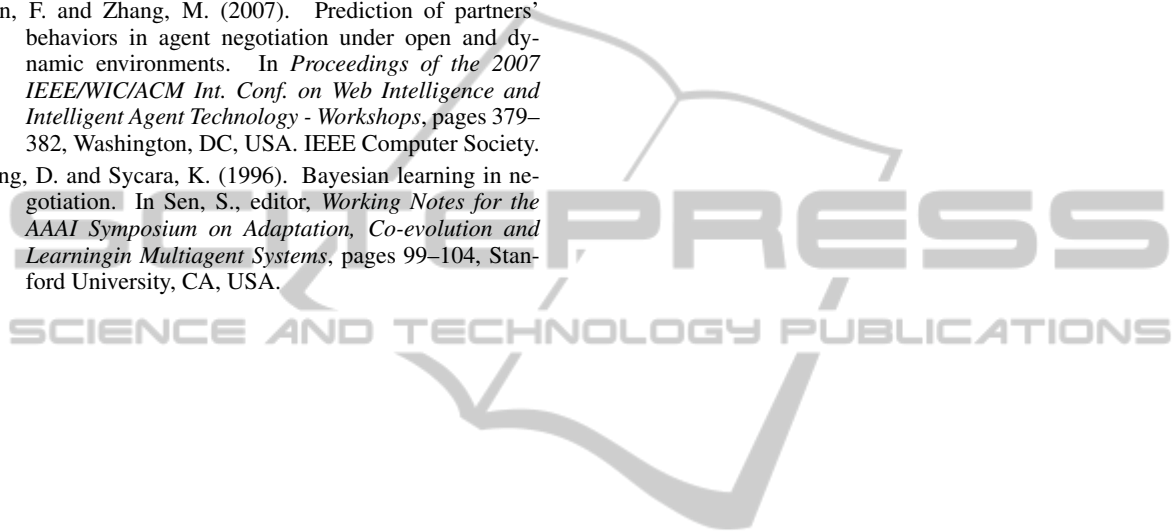 n, F. and Zhang, M. (2007). Prediction of partners'
behaviors in agent negotiation under open and dy-
namic environments. In Proceedings of the 2007
IEEE/WIC/ACM Int. Conf. on Web Intelligence and
Intelligent Agent Technology - Workshops, pages 379–
382, Washington, DC, USA. IEEE Computer Society.
ng, D. and Sycara, K. (1996). Bayesian learning in ne-
gotiation. In Sen, S., editor, Working Notes for the
AAAI Symposium on Adaptation, Co-evolution and
Learningin Multiagent Systems, pages 99–104, Stan-
ford University, CA, USA.
SCITEPRESS
SCIENCE AND TECHNOLOGY PUBLICATIONS